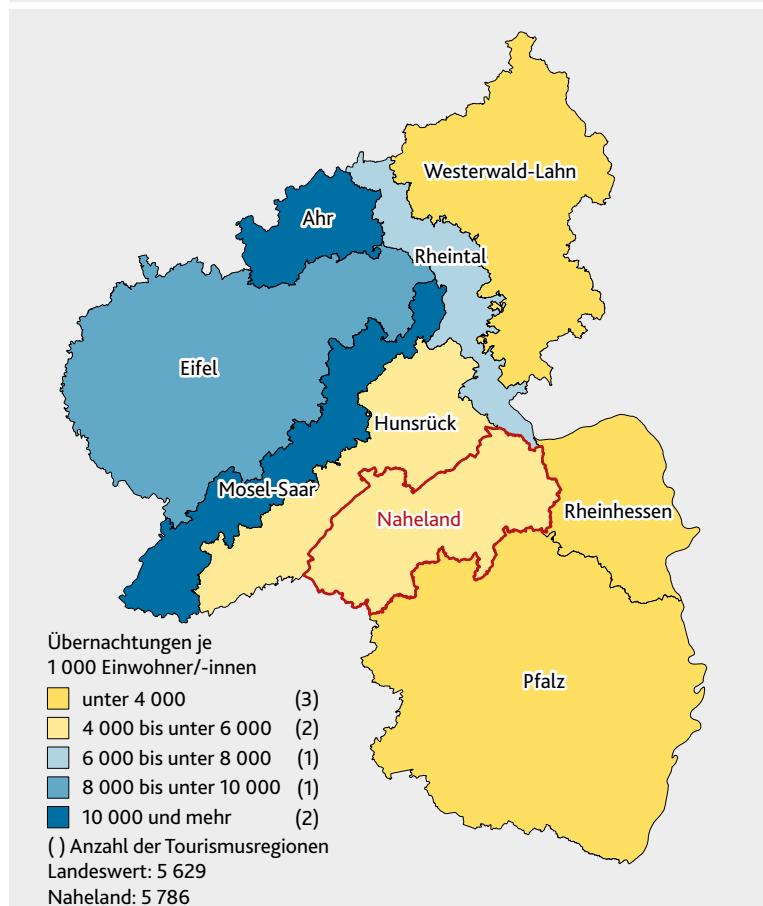 Westerwald-Lahn
Ahr
Rheintal
Eifel
Hunsrück
Mosel-Saar
Naheland
Rheinhessen
Pfalz
Übernachtungen je
1 000 Einwohner/-innen
unter 4 000 (3)
4 000 bis unter 6 000 (2)
6 000 bis unter 8 000 (1)
8 000 bis unter 10 000 (1)
10 000 und mehr (2)
( ) Anzahl der Tourismusregionen
Landeswert: 5 629
Naheland: 5 786